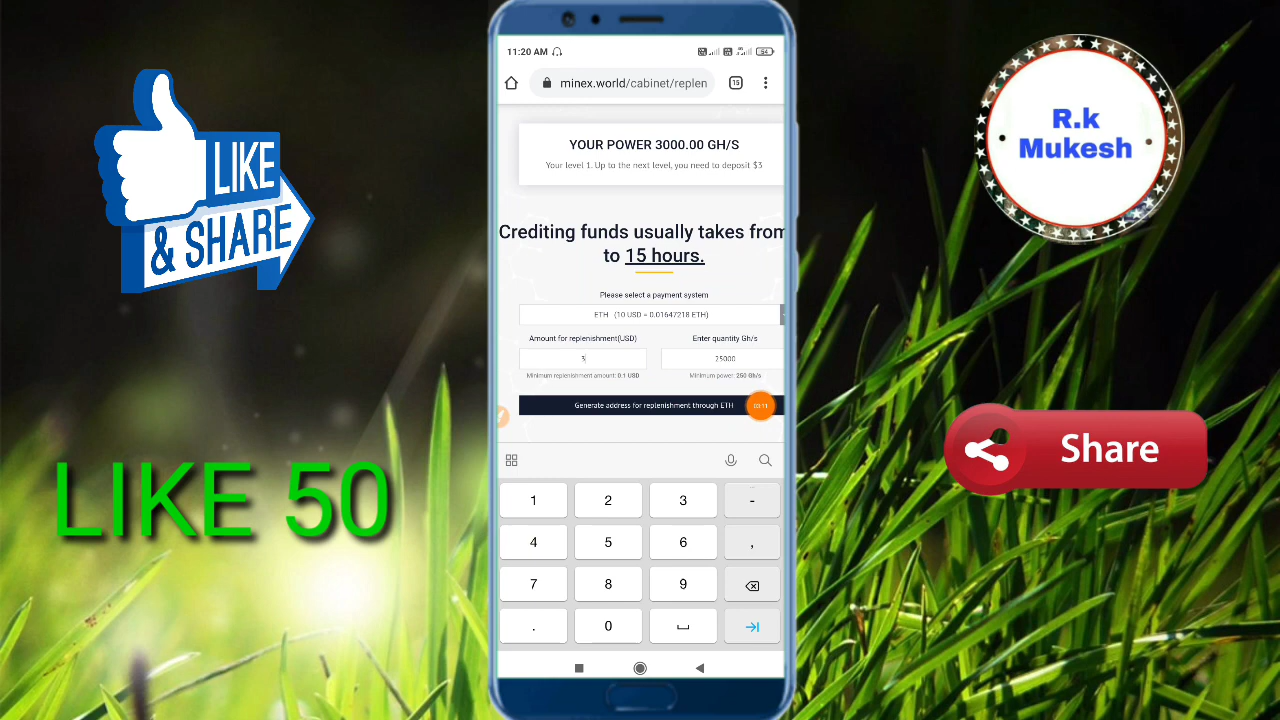 LIKE
& SHARE
LIKE 50
11:20 AM
54
minex.world/cabinet/replen
15
YOUR POWER 3000.00 GH/S
Your level 1. Up to the next level, you need to deposit $3
Crediting funds usually takes from
to 15 hours.
Please select a payment system
ETH (10 USD = 0.01647218 ETH)
Amount for replenishment(USD)
Enter quantity Gh/s
3
25000
Minimum replenishment amount: 0.1 USD
Minimum power: 250 Gh/s
Generate address for replenishment through ETH
03:11
1 2 3 -
4 5 6 ,
7 8 9
. 0
R.k
Mukesh
Share